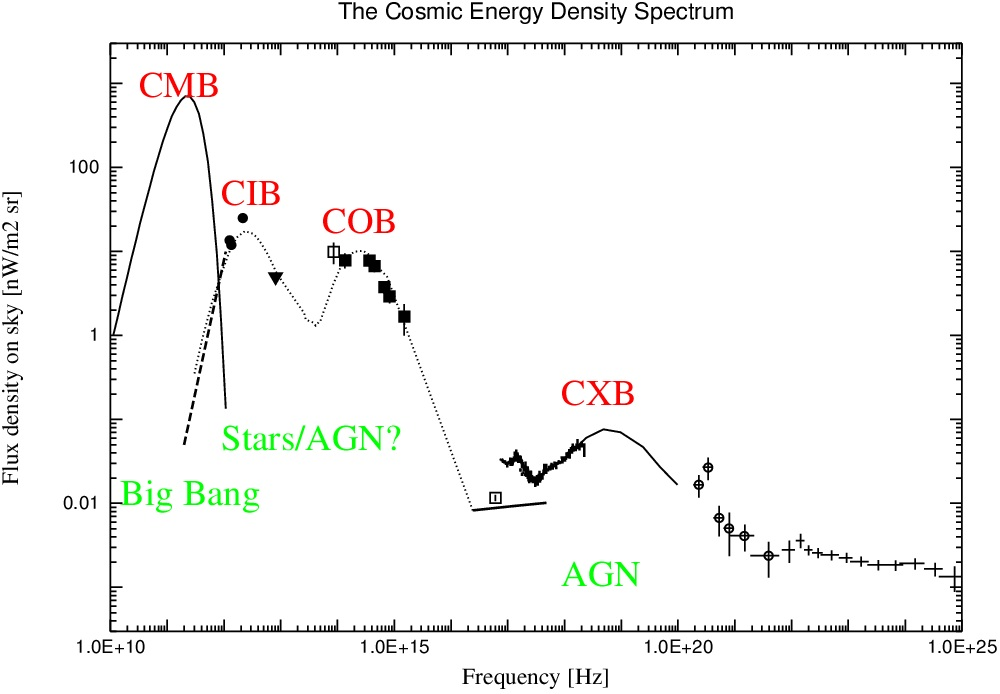 The Cosmic Energy Density Spectrum
CMB
CIB
COB
CXB
Stars/AGN?
Big Bang
AGN
100
1
0.01
Flux density on sky [nW/m2 sr]
1.0E+10
1.0E+15
1.0E+20
1.0E+25
Frequency [Hz]